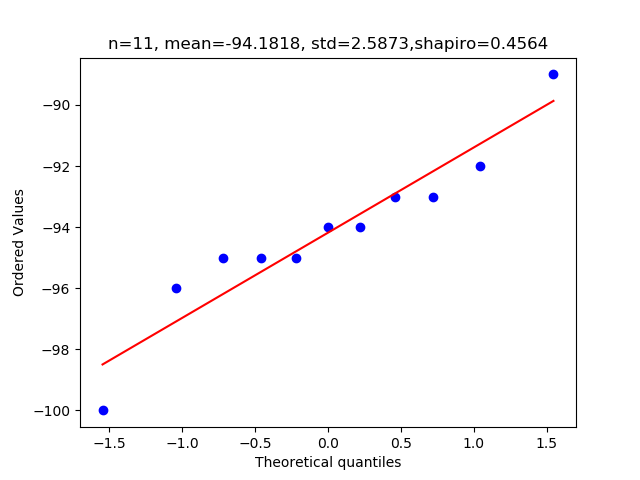 n=11, mean=-94.1818, std=2.5873,shapiro=0.4564
Ordered Values
−90
−92
−94
−96
−98
−100
−1.5 −1.0 −0.5 0.0 0.5 1.0 1.5
Theoretical quantiles